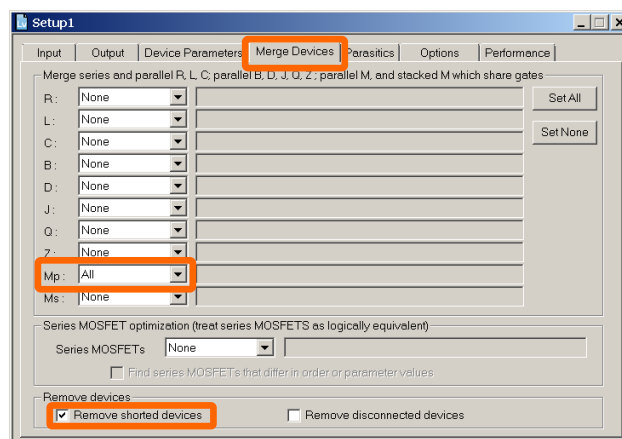 Setup1
Input Output Device Parameters Merge Devices Parasitics Options Performance
Merge series and parallel R, L, C; parallel B, D, J, Q, Z ; parallel M, and stacked M which share gates
R : None Set All
L : None Set None
C : None
B : None
D : None
J : None
Q : None
Z : None
Mp : All
Ms : None
Series MOSFET optimization (treat series MOSFETS as logically equivalent)
Series MOSFETs None
Find series MOSFETs that differ in order or parameter values
Remove devices
Remove shorted devices Remove disconnected devices